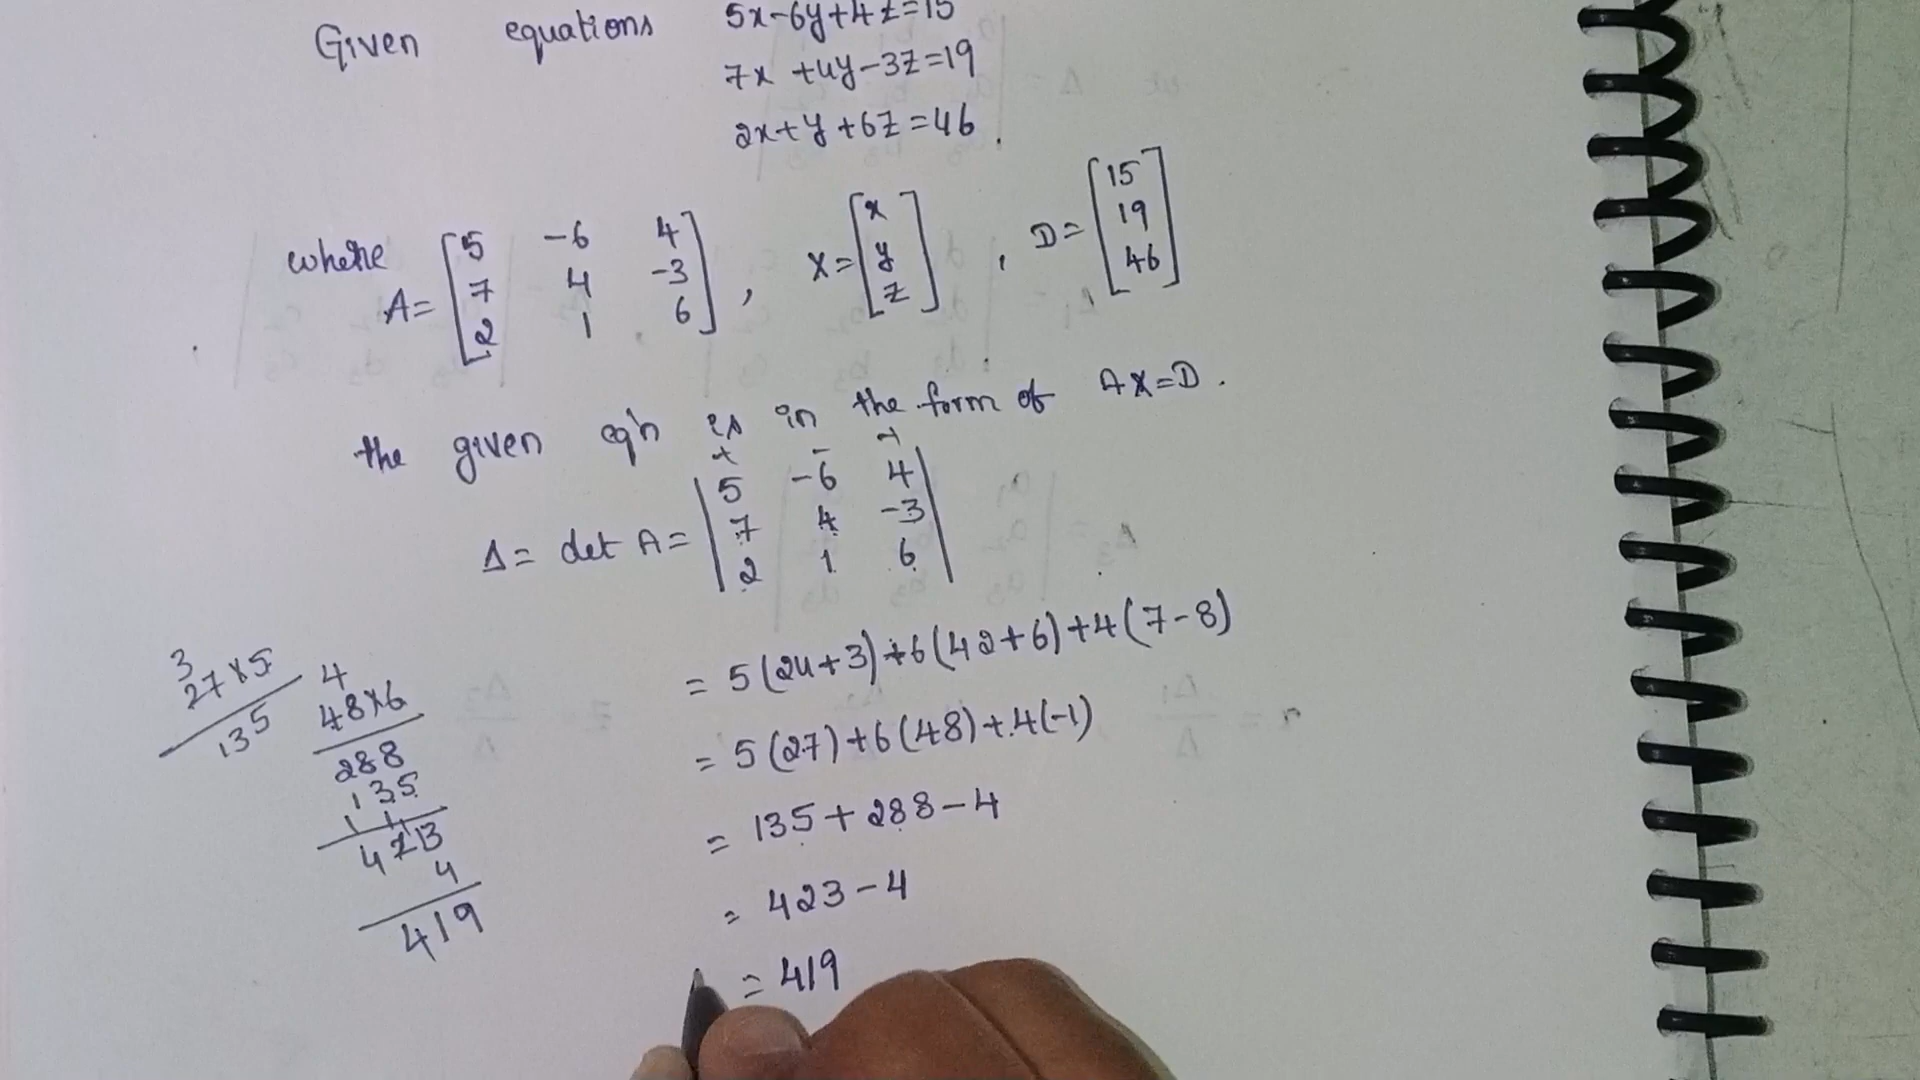 Given equations 5x-6y+4z=15
7x+4y-3z=19
2x+y+6z=46.
where A = [5 -6 4
7 4 -3
2 1 6], X = [x
y
z], D = [15
19
46]
the given eq'n is in the form of AX=D.
+ - +
Δ = det A = |5 -6 4
7 4 -3
2 1 6|
= 5(24+3)+6(42+6)+4(7-8)
= 5(27)+6(48)+4(-1)
= 135+288-4
= 423-4
= 419
3
27×5
135
4
48×6
288
135
1 1
423
4
419